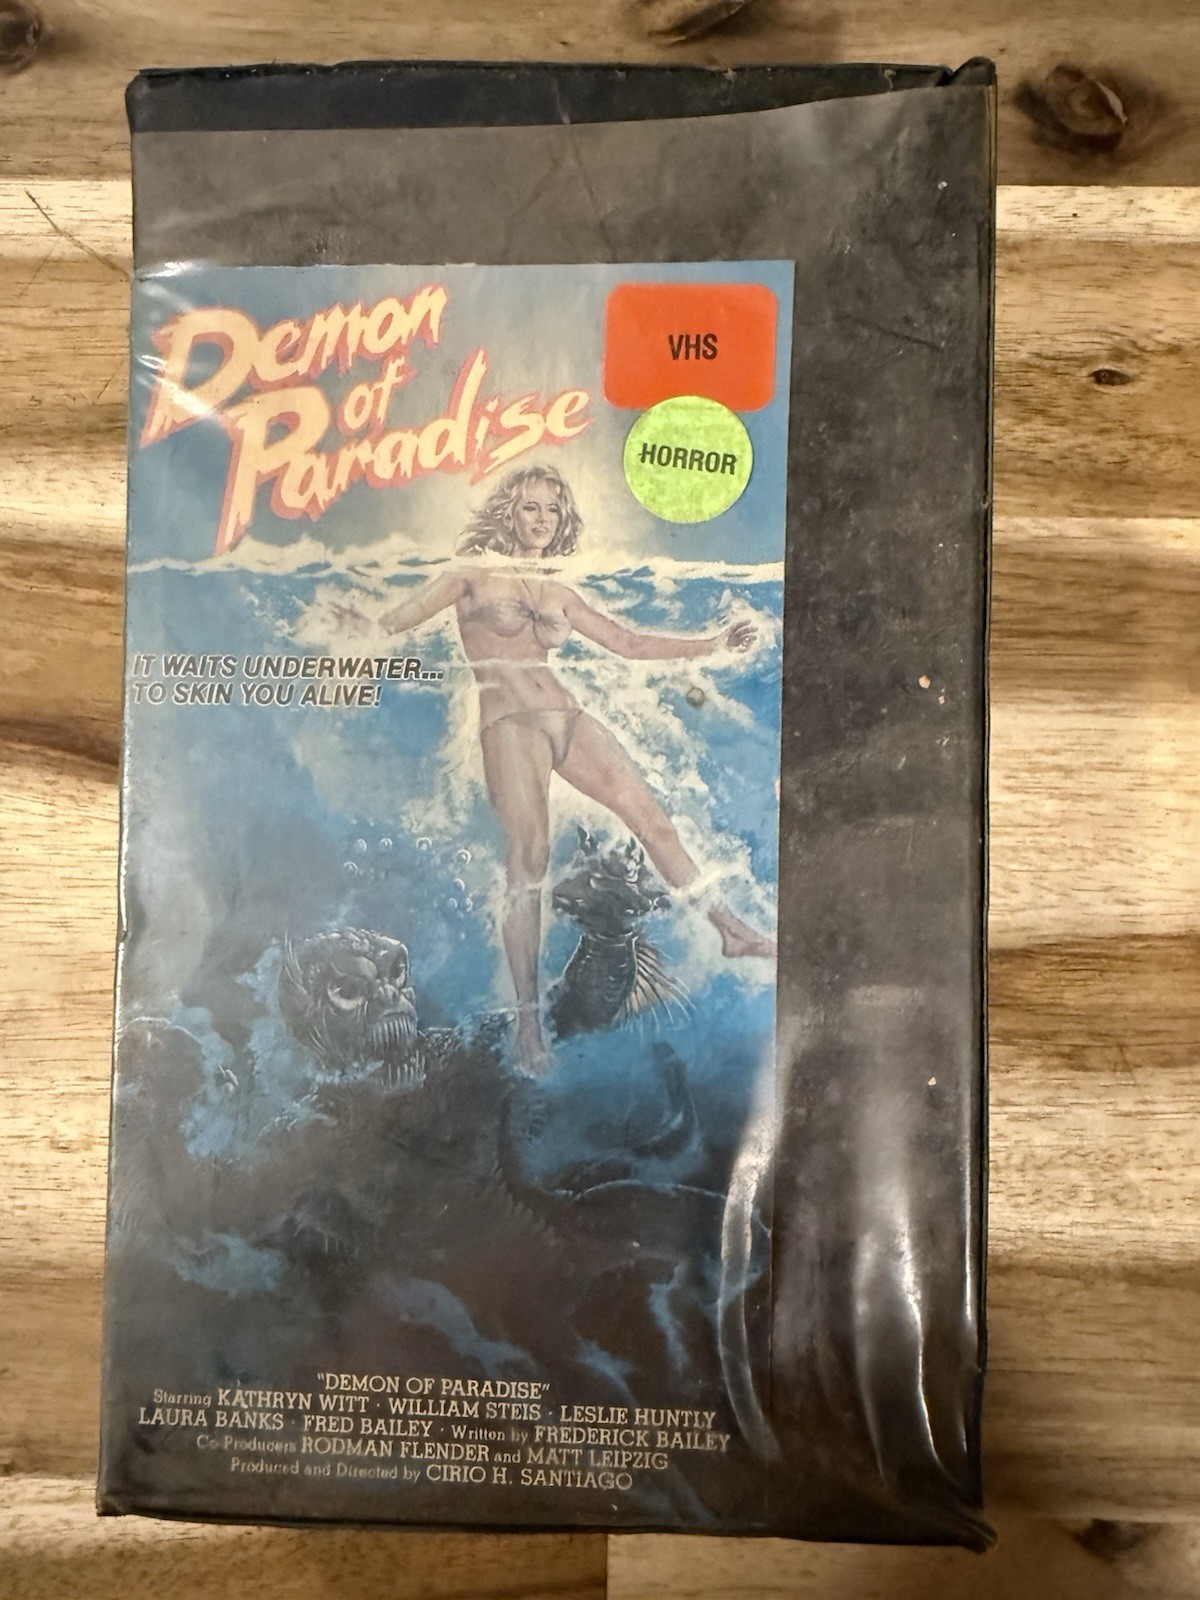 Demon
of
Paradise
VHS
HORROR
IT WAITS UNDERWATER...
TO SKIN YOU ALIVE!
"DEMON OF PARADISE"
Starring KATHRYN WITT · WILLIAM STEIS · LESLIE HUNTLY
LAURA BANKS · FRED BAILEY · Written by FREDERICK BAILEY
Co-Producers RODMAN FLENDER and MATT LEIPZIG
Produced and Directed by CIRIO H. SANTIAGO